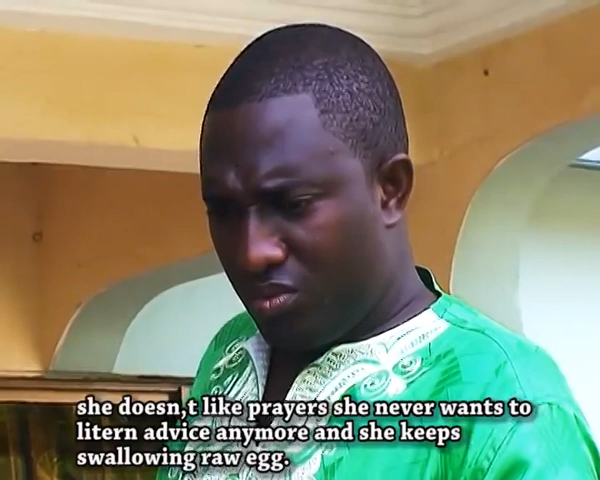 she doesn,t like prayers she never wants to
litern advice anymore and she keeps
swallowing raw egg.